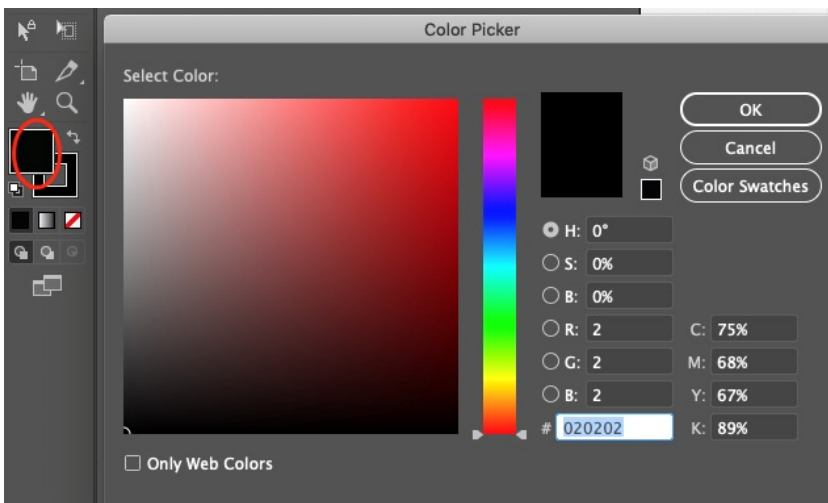 Color Picker
Select Color:
OK
Cancel
Color Swatches
H: 0°
S: 0%
B: 0%
R: 2
C: 75%
G: 2
M: 68%
B: 2
Y: 67%
# 020202
K: 89%
Only Web Colors